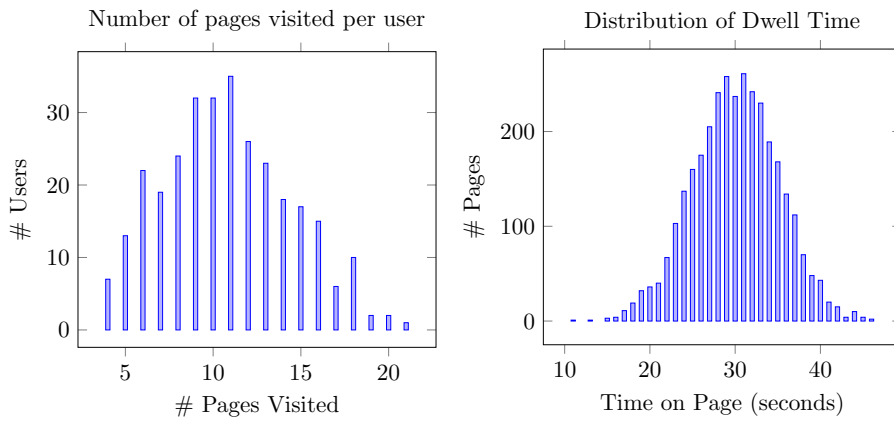 Number of pages visited per user
30
20
10
0
# Users
5
10
15
20
# Pages Visited
Distribution of Dwell Time
200
100
0
# Pages
10
20
30
40
Time on Page (seconds)